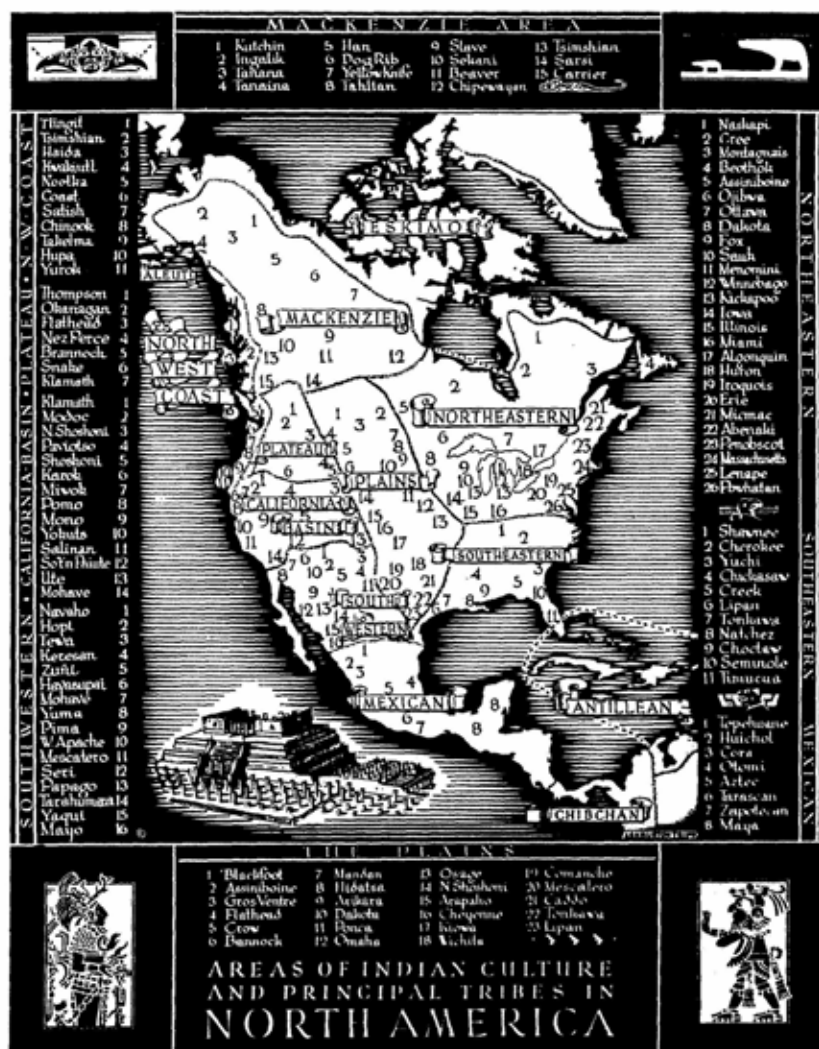 MACKENZIE AREA
1 Kutchin 5 Han 9 Slave 13 Tsimshian
2 Ingalik 6 Dog Rib 10 Sekani 14 Sarsi
3 Tanana 7 Yellowknife 11 Beaver 15 Carrier
4 Tanaina 8 Tahltan 12 Chipewayan
N·W·COAST
Tlingit 1
Tsimshian 2
Haida 3
Kwakiutl 4
Nootka 5
Coast 6
Salish 7
Chinook 8
Takelma 9
Hupa 10
Yurok 11
PLATEAU
Thompson 1
Okanagan 2
Flathead 3
Nez Perce 4
Brannock 5
Snake 6
Klamath 7
CALIFORNIA·BASIN
Klamath 1
Modoc 2
N. Shoshoni 3
Paviotso 4
Shoshoni 5
Karok 6
Miwok 7
Pomo 8
Mono 9
Yokuts 10
Salinan 11
So Yn Paiute 12
Ute 13
Mohave 14
SOUTHWESTERN
Navaho 1
Hopi 2
Tewa 3
Keresan 4
Zuñi 5
Havasupai 6
Mohave 7
Yuma 8
Pima 9
W. Apache 10
Mescalero 11
Seri 12
Papago 13
Tarahumara 14
Yaqui 15
Mayo 16
ESKIMO
ALEUT
MACKENZIE
NORTH
WEST
COAST
NORTHEASTERN
PLATEAU
PLAINS
CALIFORNIA
BASIN
SOUTHEASTERN
SOUTH
WESTERN
MEXICAN
ANTILLEAN
CHIBCHAN
NORTHEASTERN
1 Naskapi
2 Cree
3 Montagnais
4 Beothok
5 Assiniboine
6 Ojibwa
7 Ottawa
8 Dakota
9 Fox
10 Sauk
11 Menomini
12 Winnebago
13 Kickapoo
14 Iowa
15 Illinois
16 Miami
17 Algonquin
18 Huron
19 Iroquois
20 Erie
21 Micmac
22 Abenaki
23 Penobscot
24 Massachusetts
25 Lenape
26 Powhatan
SOUTHEASTERN
1 Shawnee
2 Cherokee
3 Yuchi
4 Chickasaw
5 Creek
6 Lipan
7 Tonkawa
8 Natchez
9 Choctaw
10 Seminole
11 Timucua
MEXICAN
1 Tepehuane
2 Huichol
3 Cora
4 Otomi
5 Aztec
6 Tarascan
7 Zapotecan
8 Maya
THE PLAINS
1 Blackfoot 7 Mandan 13 Osage 19 Comanche
2 Assiniboine 8 Hidatsa 14 N. Shoshoni 20 Mescalero
3 Gros Ventre 9 Arikara 15 Arapaho 21 Caddo
4 Flathead 10 Dakota 16 Cheyenne 22 Tonkawa
5 Crow 11 Ponca 17 Kiowa 23 Lipan
6 Bannock 12 Omaha 18 Wichita
AREAS OF INDIAN CULTURE
AND PRINCIPAL TRIBES IN
NORTH AMERICA